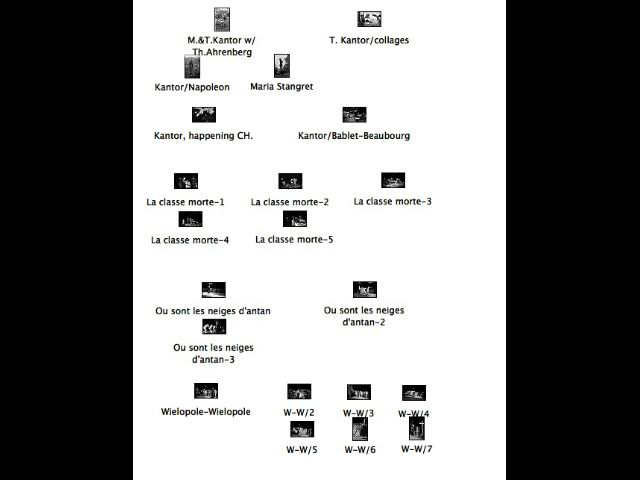 M.&T.Kantor w/
Th.Ahrenberg
T. Kantor/collages
Kantor/Napoleon
Maria Stangret
Kantor, happening CH.
Kantor/Bablet-Beaubourg
La classe morte-1
La classe morte-2
La classe morte-3
La classe morte-4
La classe morte-5
Ou sont les neiges d'antan
Ou sont les neiges
d'antan-2
Ou sont les neiges
d'antan-3
Wielopole-Wielopole
W-W/2
W-W/3
W-W/4
W-W/5
W-W/6
W-W/7